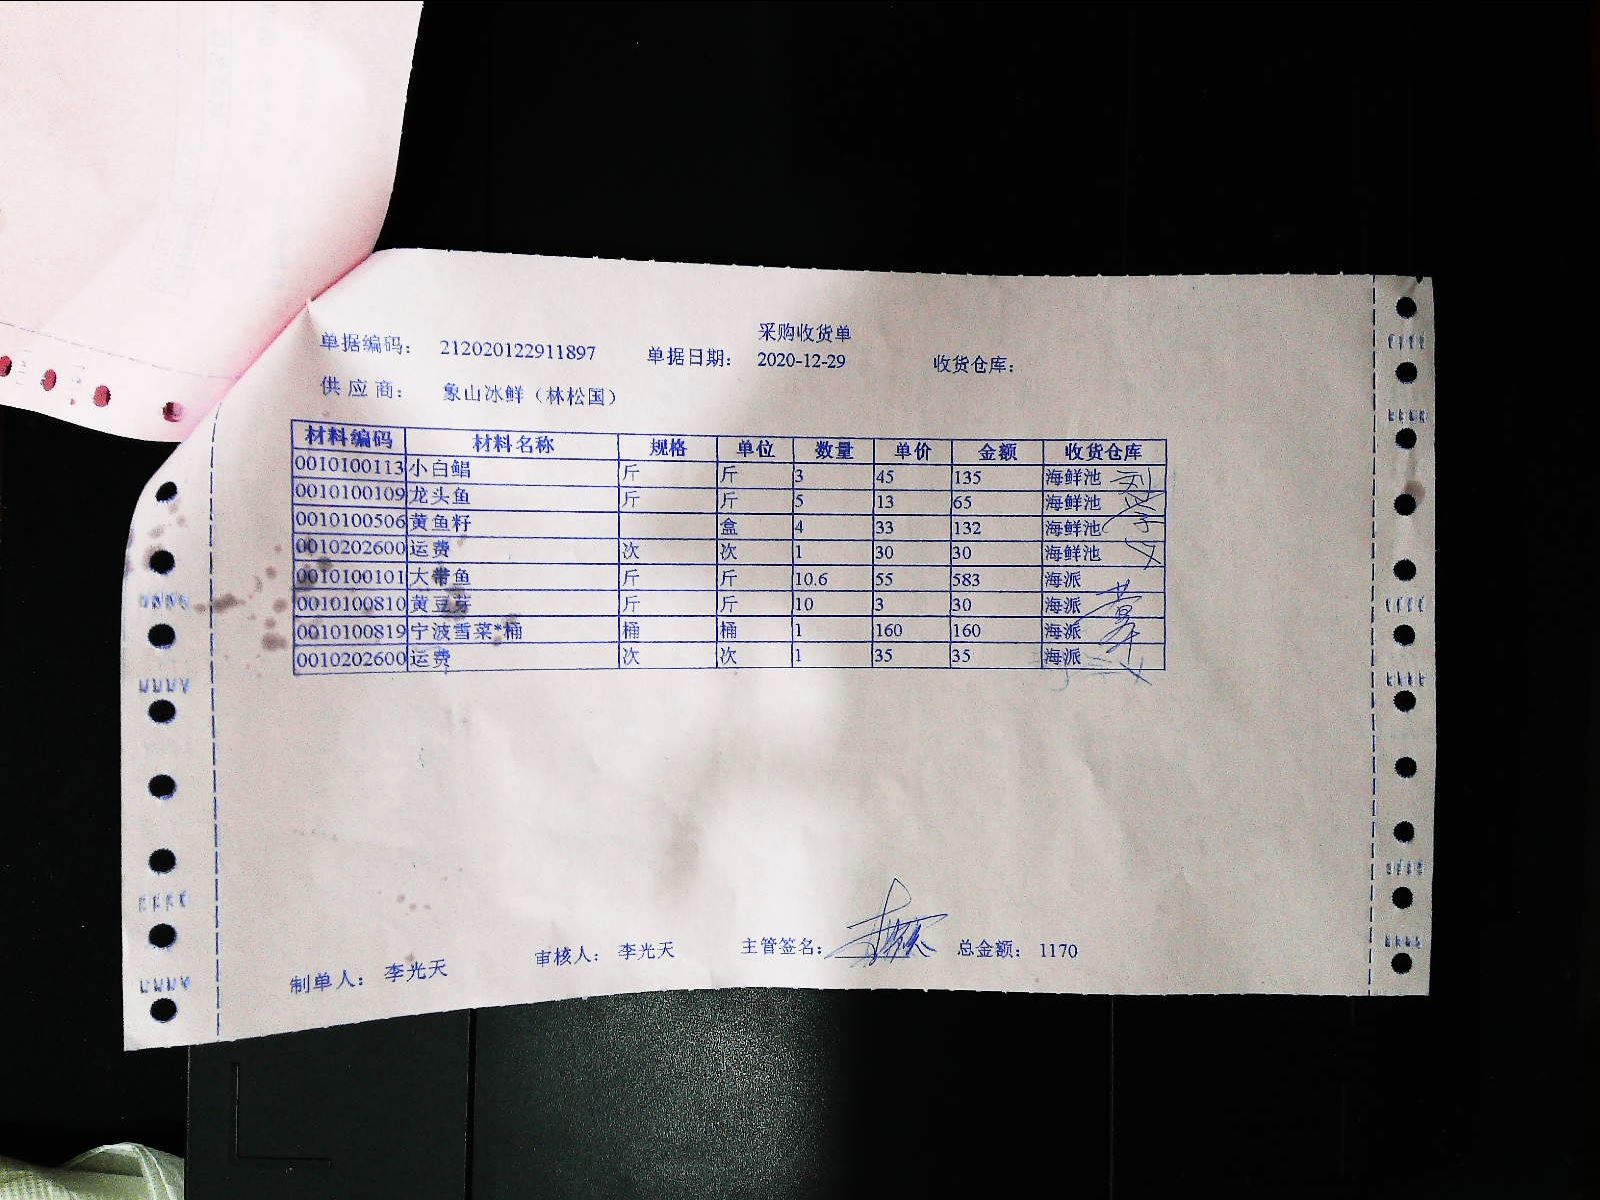 采购收货单
单据编码： 212020122911897 单据日期： 2020-12-29 收货仓库：
供应商： 象山冰鲜（林松国）
材料编码 材料名称 规格 单位 数量 单价 金额 收货仓库
0010100113 小白鲳 斤 斤 3 45 135 海鲜池
0010100109 龙头鱼 斤 斤 5 13 65 海鲜池
0010100506 黄鱼籽 盒 4 33 132 海鲜池
0010202600 运费 次 次 1 30 30 海鲜池
0010100101 大带鱼 斤 斤 10.6 55 583 海派
0010100810 黄豆芽 斤 斤 10 3 30 海派
0010100819 宁波雪菜*桶 桶 桶 1 160 160 海派
0010202600 运费 次 次 1 35 35 海派
制单人： 李光天 审核人： 李光天 主管签名： 总金额： 1170